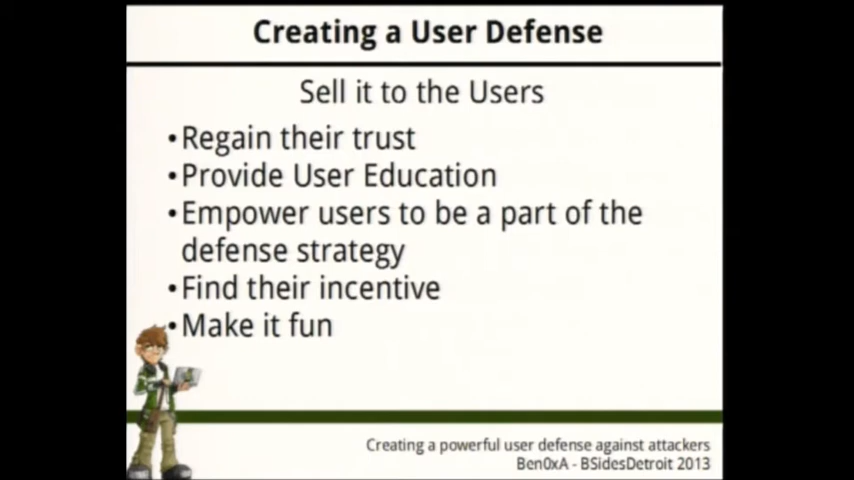 Creating a User Defense
Sell it to the Users
•Regain their trust
•Provide User Education
•Empower users to be a part of the
defense strategy
•Find their incentive
•Make it fun
Creating a powerful user defense against attackers
Ben0xA - BSidesDetroit 2013